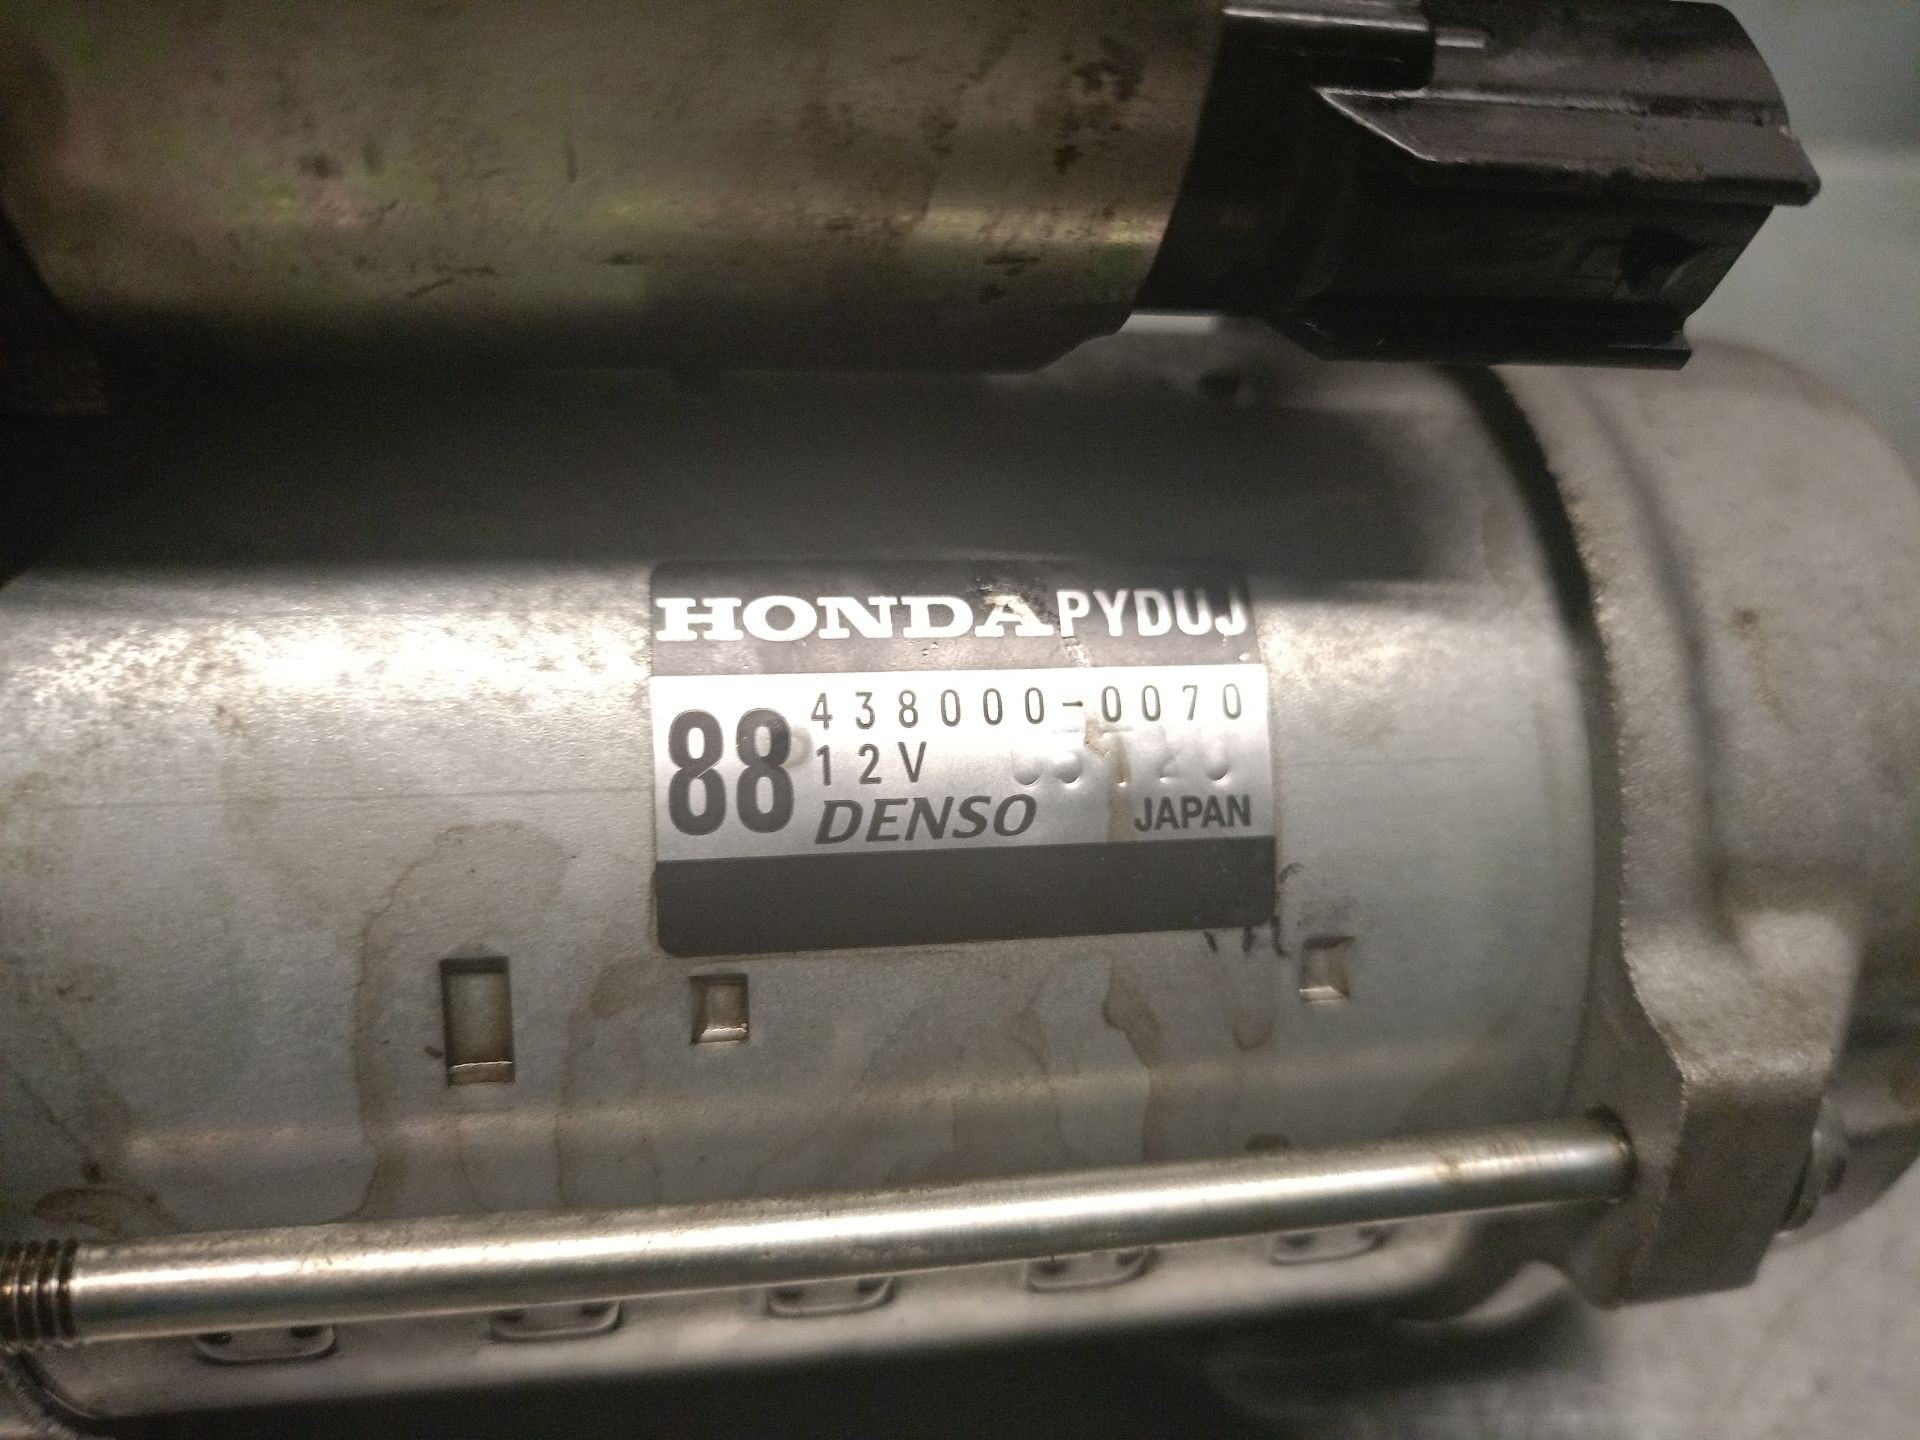 HONDA PYDUJ
88
438000-0070
12V
DENSO JAPAN